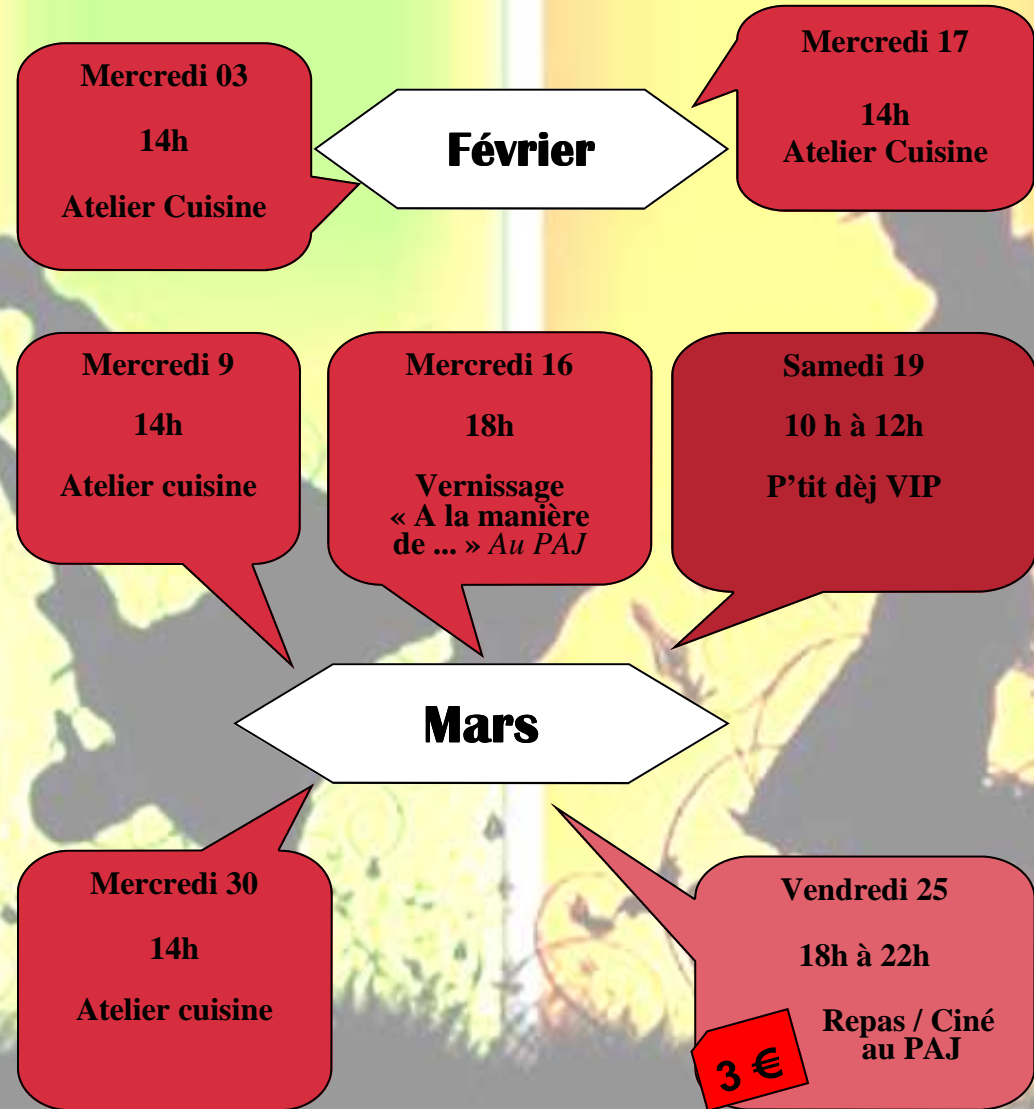 Mercredi 03
14h
Atelier Cuisine
Février
Mercredi 17
14h
Atelier Cuisine
Mercredi 9
14h
Atelier cuisine
Mercredi 16
18h
Vernissage
« A la manière
de ... » Au PAJ
Samedi 19
10 h à 12h
P'tit dèj VIP
Mars
Mercredi 30
14h
Atelier cuisine
Vendredi 25
18h à 22h
Repas / Ciné
au PAJ
3 €